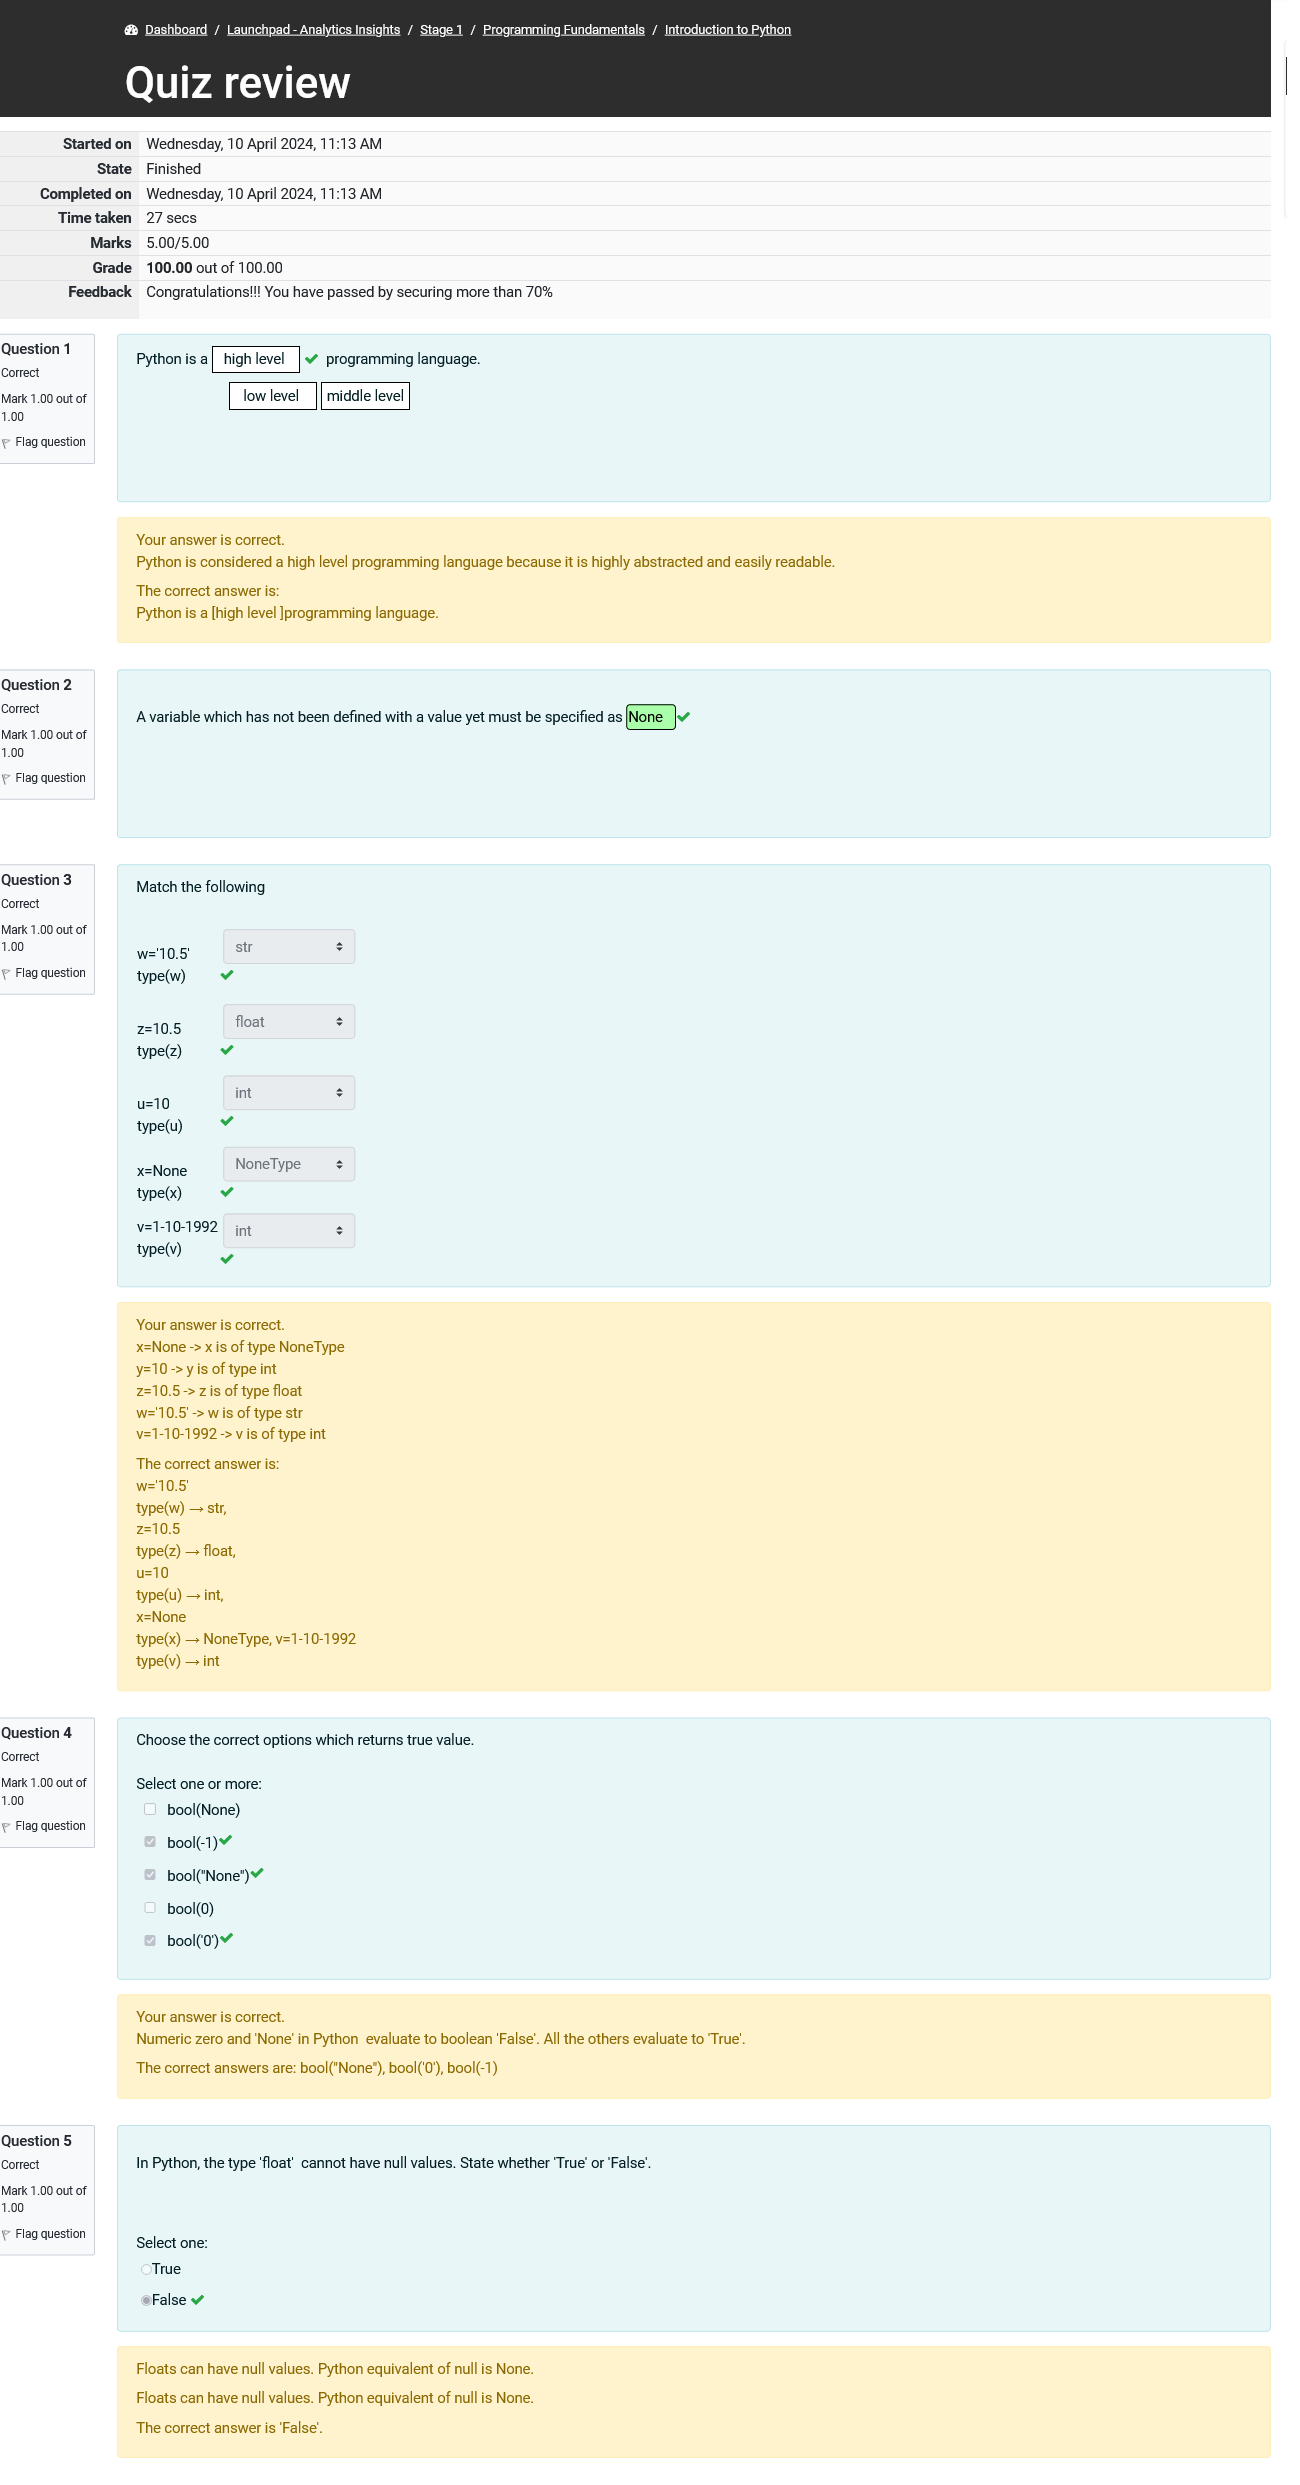 Dashboard / Launchpad - Analytics Insights / Stage 1 / Programming Fundamentals / Introduction to Python
Quiz review
Started on Wednesday, 10 April 2024, 11:13 AM
State Finished
Completed on Wednesday, 10 April 2024, 11:13 AM
Time taken 27 secs
Marks 5.00/5.00
Grade 100.00 out of 100.00
Feedback Congratulations!!! You have passed by securing more than 70%
Question 1
Correct
Mark 1.00 out of
1.00
Flag question
Python is a high level programming language.
low level middle level
Your answer is correct.
Python is considered a high level programming language because it is highly abstracted and easily readable.
The correct answer is:
Python is a [high level ]programming language.
Question 2
Correct
Mark 1.00 out of
1.00
Flag question
A variable which has not been defined with a value yet must be specified as None
Question 3
Correct
Mark 1.00 out of
1.00
Flag question
Match the following
w='10.5' str
type(w)
z=10.5 float
type(z)
u=10 int
type(u)
x=None NoneType
type(x)
v=1-10-1992 int
type(v)
Your answer is correct.
x=None -> x is of type NoneType
y=10 -> y is of type int
z=10.5 -> z is of type float
w='10.5' -> w is of type str
v=1-10-1992 -> v is of type int
The correct answer is:
w='10.5'
type(w) → str,
z=10.5
type(z) → float,
u=10
type(u) → int,
x=None
type(x) → NoneType, v=1-10-1992
type(v) → int
Question 4
Correct
Mark 1.00 out of
1.00
Flag question
Choose the correct options which returns true value.
Select one or more:
bool(None)
bool(-1)
bool("None")
bool(0)
bool('0')
Your answer is correct.
Numeric zero and 'None' in Python  evaluate to boolean 'False'. All the others evaluate to 'True'.
The correct answers are: bool("None"), bool('0'), bool(-1)
Question 5
Correct
Mark 1.00 out of
1.00
Flag question
In Python, the type 'float'  cannot have null values. State whether 'True' or 'False'.
Select one:
True
False
Floats can have null values. Python equivalent of null is None.
Floats can have null values. Python equivalent of null is None.
The correct answer is 'False'.